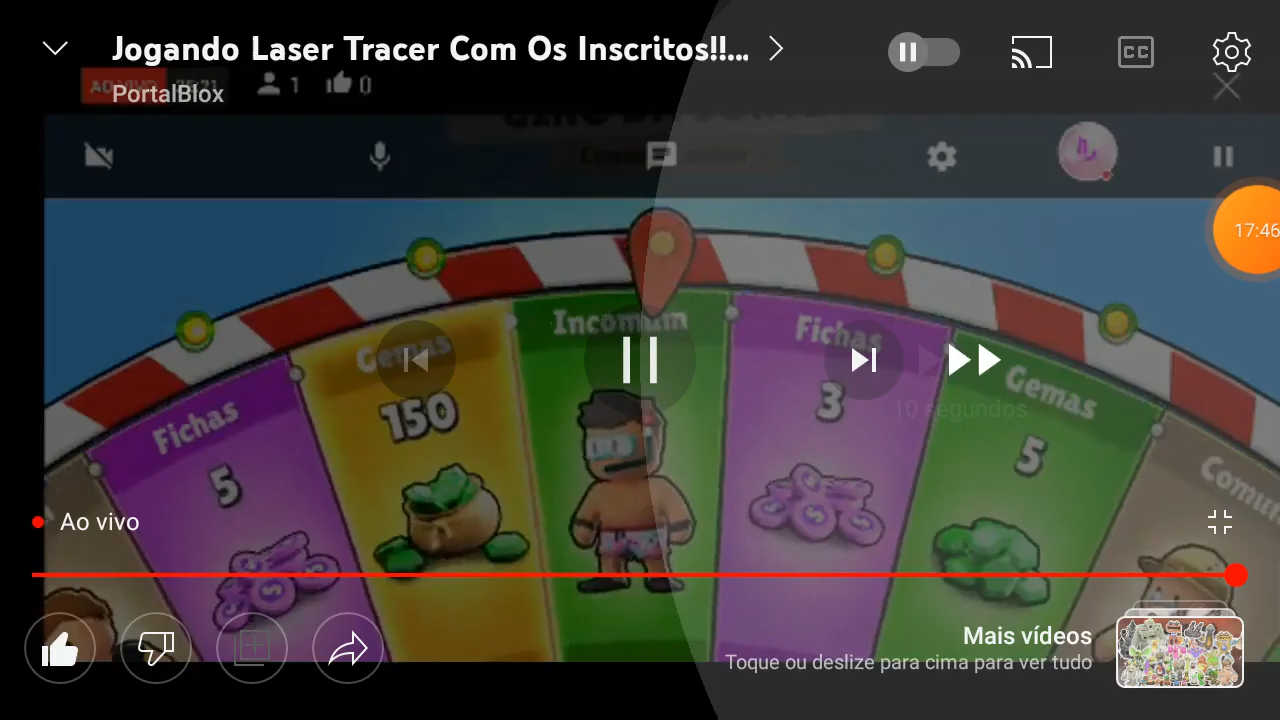 Jogando Laser Tracer Com Os Inscritos!!...
CC
PortalBlox
1
0
17:46
Incomum
Fichas
3
Gemas
150
Gemas
5
Fichas
5
10 segundos
Ao vivo
Mais vídeos
Toque ou deslize para cima para ver tudo